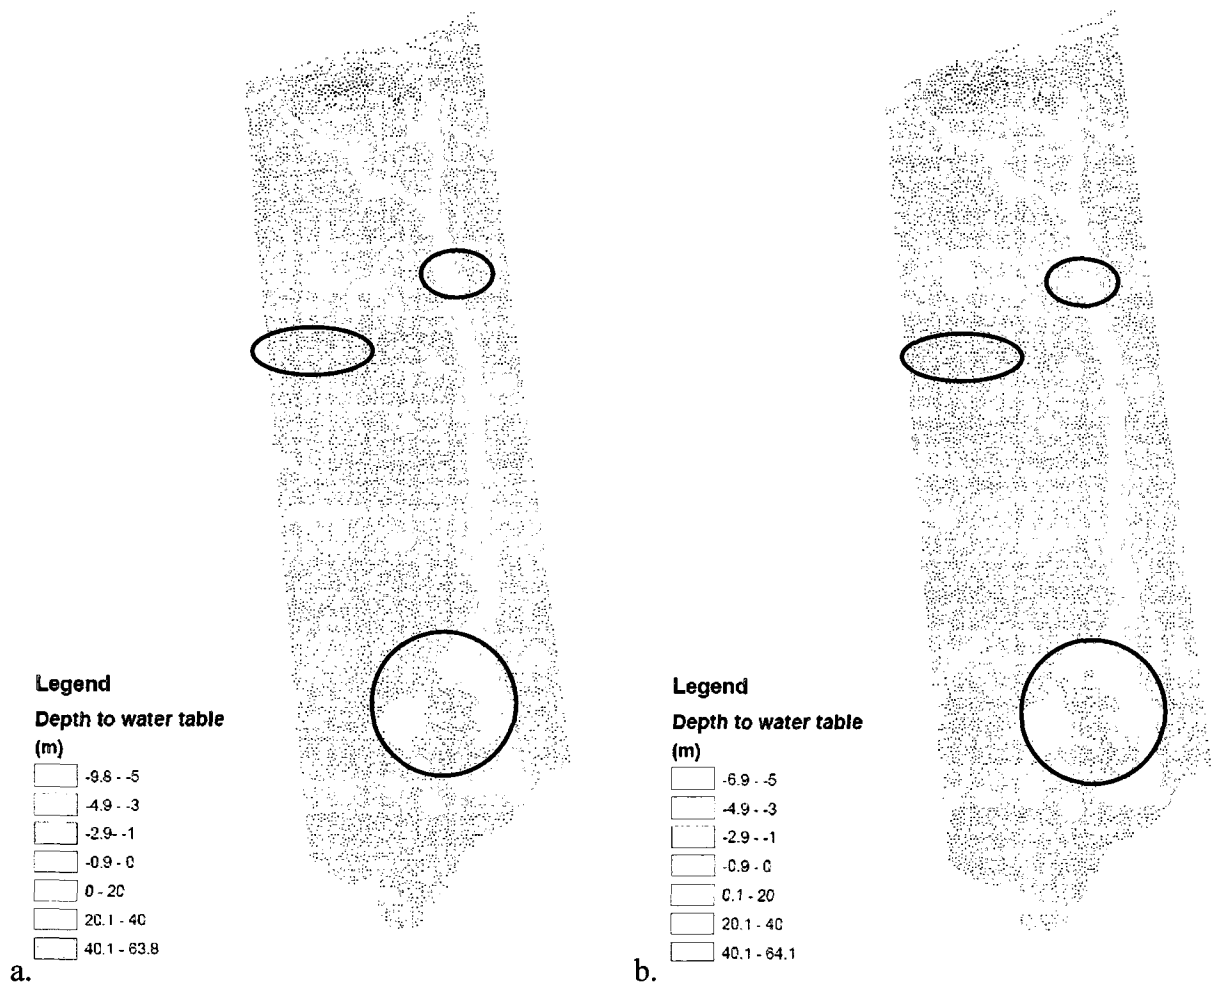 Legend
Depth to water table
(m)
-9.8 - -5
-4.9 - -3
-2.9- -1
-0.9 - 0
0 - 20
20.1 - 40
40.1 - 63.8
a.
Legend
Depth to water table
(m)
-6.9 - -5
-4.9 - -3
-2.9 - -1
-0.9 - 0
0.1 - 20
20.1 - 40
40.1 - 64.1
b.